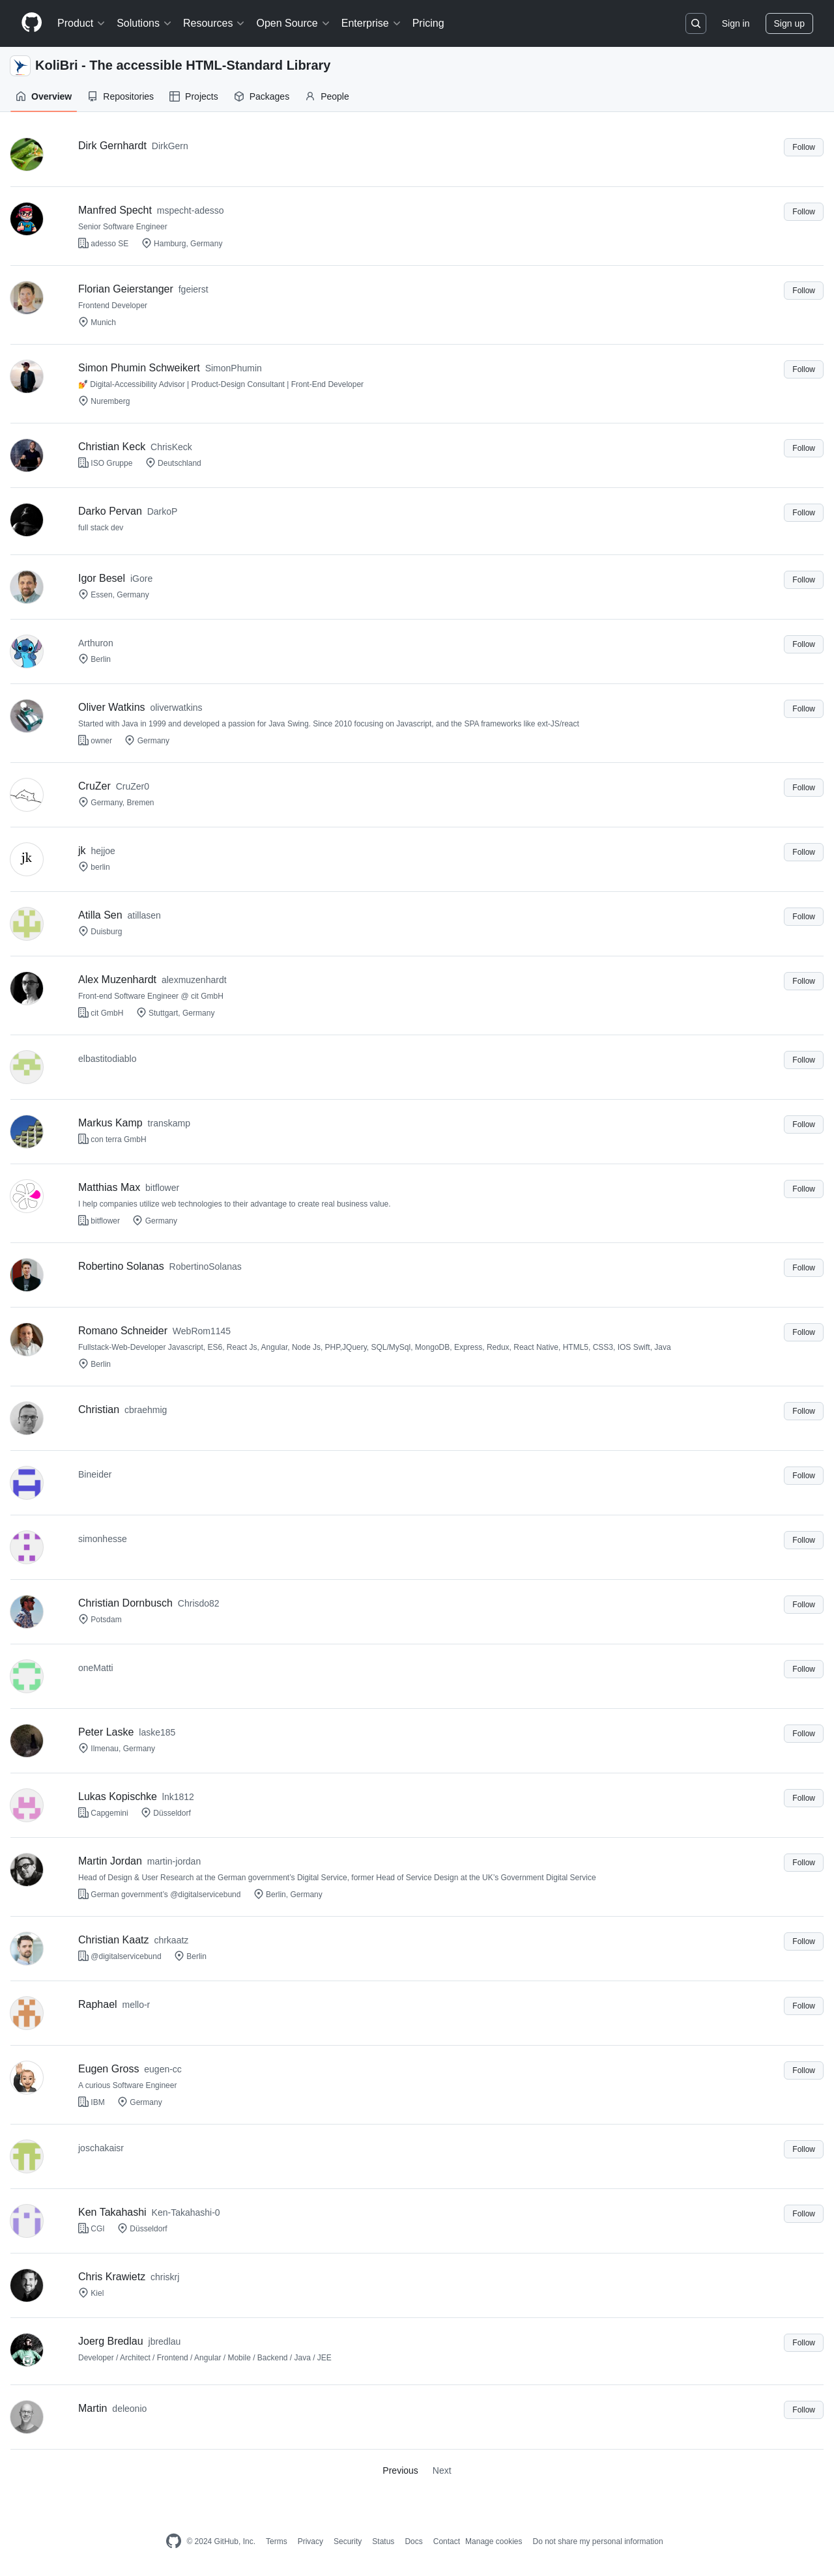 Product Solutions Resources Open Source Enterprise Pricing Sign in Sign up
KoliBri - The accessible HTML-Standard Library
Overview Repositories Projects Packages People
Dirk Gernhardt DirkGern Follow
Manfred Specht mspecht-adesso Follow
Senior Software Engineer
adesso SE Hamburg, Germany
Florian Geierstanger fgeierst Follow
Frontend Developer
Munich
Simon Phumin Schweikert SimonPhumin Follow
💅 Digital-Accessibility Advisor | Product-Design Consultant | Front-End Developer
Nuremberg
Christian Keck ChrisKeck Follow
ISO Gruppe Deutschland
Darko Pervan DarkoP Follow
full stack dev
Igor Besel iGore Follow
Essen, Germany
Arthuron Follow
Berlin
Oliver Watkins oliverwatkins Follow
Started with Java in 1999 and developed a passion for Java Swing. Since 2010 focusing on Javascript, and the SPA frameworks like ext-JS/react
owner Germany
CruZer CruZer0 Follow
Germany, Bremen
jk
jk hejjoe Follow
berlin
Atilla Sen atillasen Follow
Duisburg
Alex Muzenhardt alexmuzenhardt Follow
Front-end Software Engineer @ cit GmbH
cit GmbH Stuttgart, Germany
elbastitodiablo Follow
Markus Kamp transkamp Follow
con terra GmbH
Matthias Max bitflower Follow
I help companies utilize web technologies to their advantage to create real business value.
bitflower Germany
Robertino Solanas RobertinoSolanas Follow
Romano Schneider WebRom1145 Follow
Fullstack-Web-Developer Javascript, ES6, React Js, Angular, Node Js, PHP,JQuery, SQL/MySql, MongoDB, Express, Redux, React Native, HTML5, CSS3, IOS Swift, Java
Berlin
Christian cbraehmig Follow
Bineider Follow
simonhesse Follow
Christian Dornbusch Chrisdo82 Follow
Potsdam
oneMatti Follow
Peter Laske laske185 Follow
Ilmenau, Germany
Lukas Kopischke lnk1812 Follow
Capgemini Düsseldorf
Martin Jordan martin-jordan Follow
Head of Design & User Research at the German government's Digital Service, former Head of Service Design at the UK's Government Digital Service
German government's @digitalservicebund Berlin, Germany
Christian Kaatz chrkaatz Follow
@digitalservicebund Berlin
Raphael mello-r Follow
Eugen Gross eugen-cc Follow
A curious Software Engineer
IBM Germany
joschakaisr Follow
Ken Takahashi Ken-Takahashi-0 Follow
CGI Düsseldorf
Chris Krawietz chriskrj Follow
Kiel
Joerg Bredlau jbredlau Follow
Developer / Architect / Frontend / Angular / Mobile / Backend / Java / JEE
Martin deleonio Follow
Previous Next
© 2024 GitHub, Inc. Terms Privacy Security Status Docs Contact Manage cookies Do not share my personal information